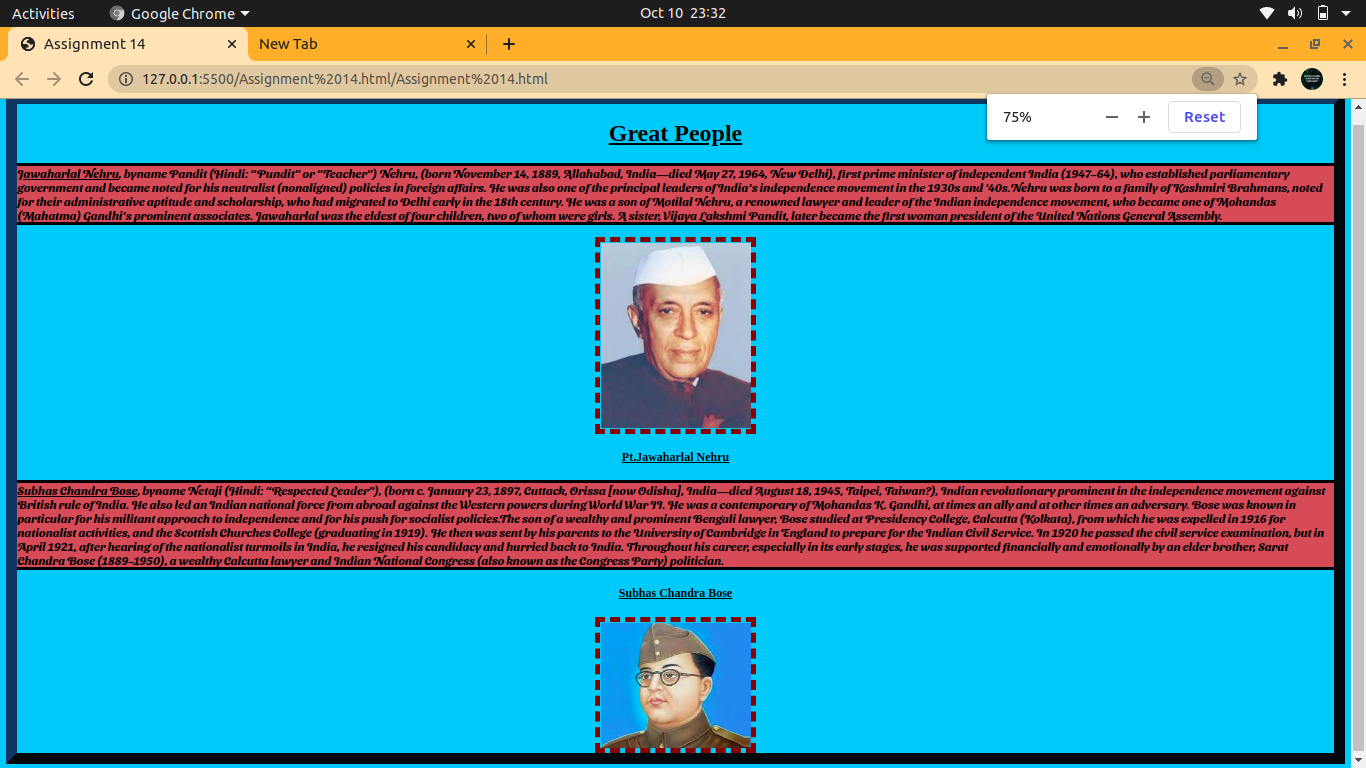 Activities Google Chrome Oct 10 23:32
Assignment 14 New Tab
127.0.0.1:5500/Assignment%2014.html/Assignment%2014.html
75% Reset
Great People
Jawaharlal Nehru, byname Pandit (Hindi: “Pundit” or “Teacher”) Nehru, (born November 14, 1889, Allahabad, India—died May 27, 1964, New Delhi), first prime minister of independent India (1947–64), who established parliamentary
government and became noted for his neutralist (nonaligned) policies in foreign affairs. He was also one of the principal leaders of India’s independence movement in the 1930s and ’40s.Nehru was born to a family of Kashmiri Brahmans, noted
for their administrative aptitude and scholarship, who had migrated to Delhi early in the 18th century. He was a son of Motilal Nehru, a renowned lawyer and leader of the Indian independence movement, who became one of Mohandas
(Mahatma) Gandhi’s prominent associates. Jawaharlal was the eldest of four children, two of whom were girls. A sister, Vijaya Lakshmi Pandit, later became the first woman president of the United Nations General Assembly.
Pt.Jawaharlal Nehru
Subhas Chandra Bose, byname Netaji (Hindi: “Respected Leader”), (born c. January 23, 1897, Cuttack, Orissa [now Odisha], India—died August 18, 1945, Taipei, Taiwan?), Indian revolutionary prominent in the independence movement against
British rule of India. He also led an Indian national force from abroad against the Western powers during World War II. He was a contemporary of Mohandas K. Gandhi, at times an ally and at other times an adversary. Bose was known in
particular for his militant approach to independence and for his push for socialist policies.The son of a wealthy and prominent Bengali lawyer, Bose studied at Presidency College, Calcutta (Kolkata), from which he was expelled in 1916 for
nationalist activities, and the Scottish Churches College (graduating in 1919). He then was sent by his parents to the University of Cambridge in England to prepare for the Indian Civil Service. In 1920 he passed the civil service examination, but in
April 1921, after hearing of the nationalist turmoils in India, he resigned his candidacy and hurried back to India. Throughout his career, especially in its early stages, he was supported financially and emotionally by an elder brother, Sarat
Chandra Bose (1889–1950), a wealthy Calcutta lawyer and Indian National Congress (also known as the Congress Party) politician.
Subhas Chandra Bose